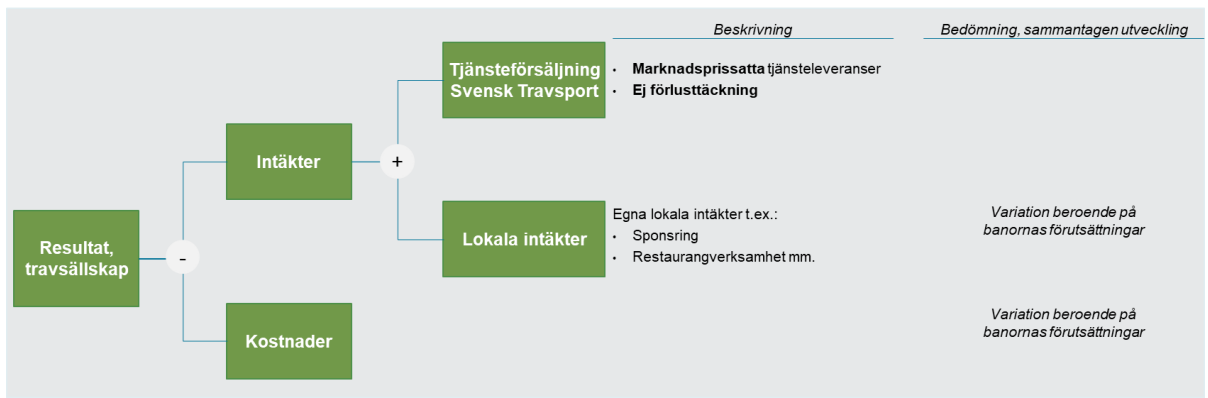 Beskrivning
Bedömning, sammantagen utveckling
Tjänsteförsäljning
Svensk Travsport
• Marknadsprissatta tjänsteleveranser
• Ej förlusttäckning
Intäkter
+
Egna lokala intäkter t.ex.:
Lokala intäkter
• Sponsring
• Restaurangverksamhet mm.
Variation beroende på
banornas förutsättningar
Resultat,
travsällskap
-
Kostnader
Variation beroende på
banornas förutsättningar